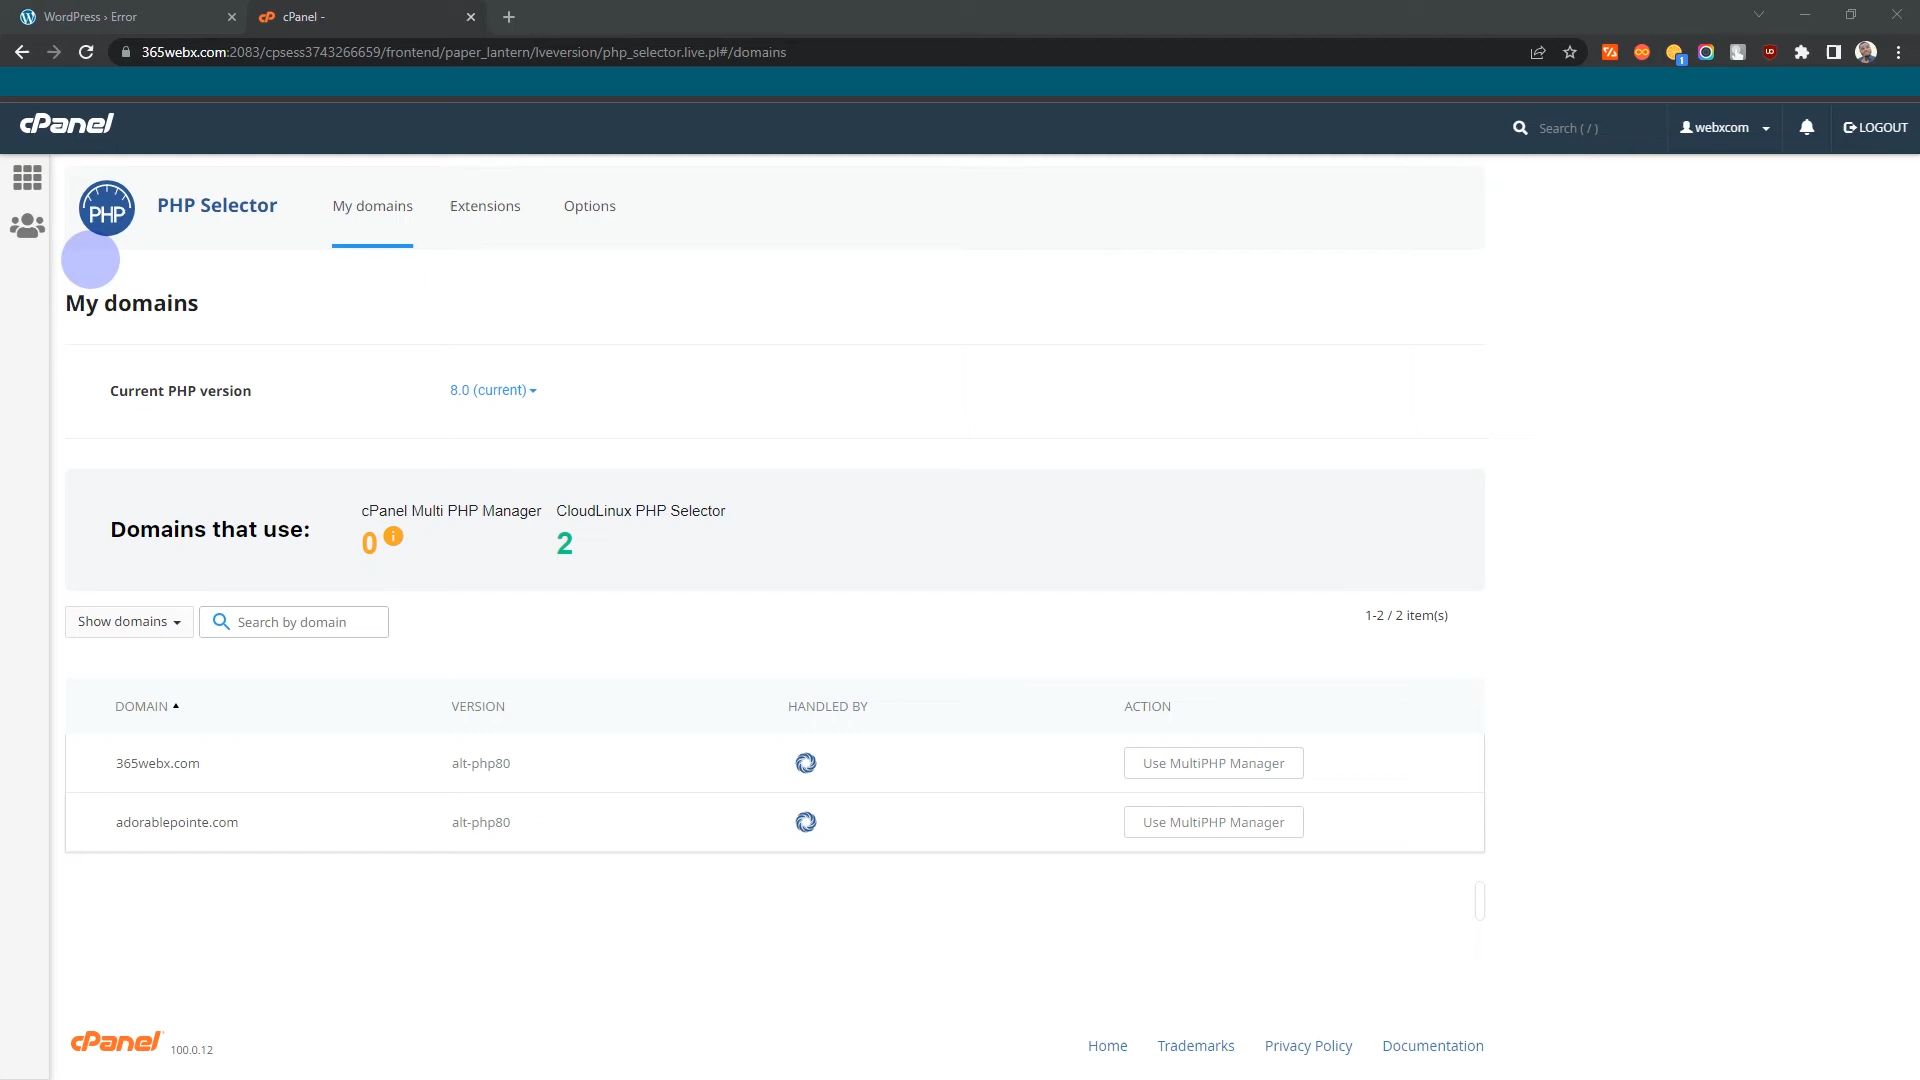 WordPress › Error
cPanel -
365webx.com:2083/cpsess3743266659/frontend/paper_lantern/lveversion/php_selector.live.pl#/domains
1
UD
cPanel
Search ( / )
webxcom
LOGOUT
PHP
PHP Selector
My domains
Extensions
Options
My domains
Current PHP version
8.0 (current)
Domains that use:
cPanel Multi PHP Manager
0
i
CloudLinux PHP Selector
2
Show domains
Search by domain
1-2 / 2 item(s)
DOMAIN VERSION HANDLED BY ACTION
365webx.com alt-php80 Use MultiPHP Manager
adorablepointe.com alt-php80 Use MultiPHP Manager
cPanel 100.0.12
Home Trademarks Privacy Policy Documentation